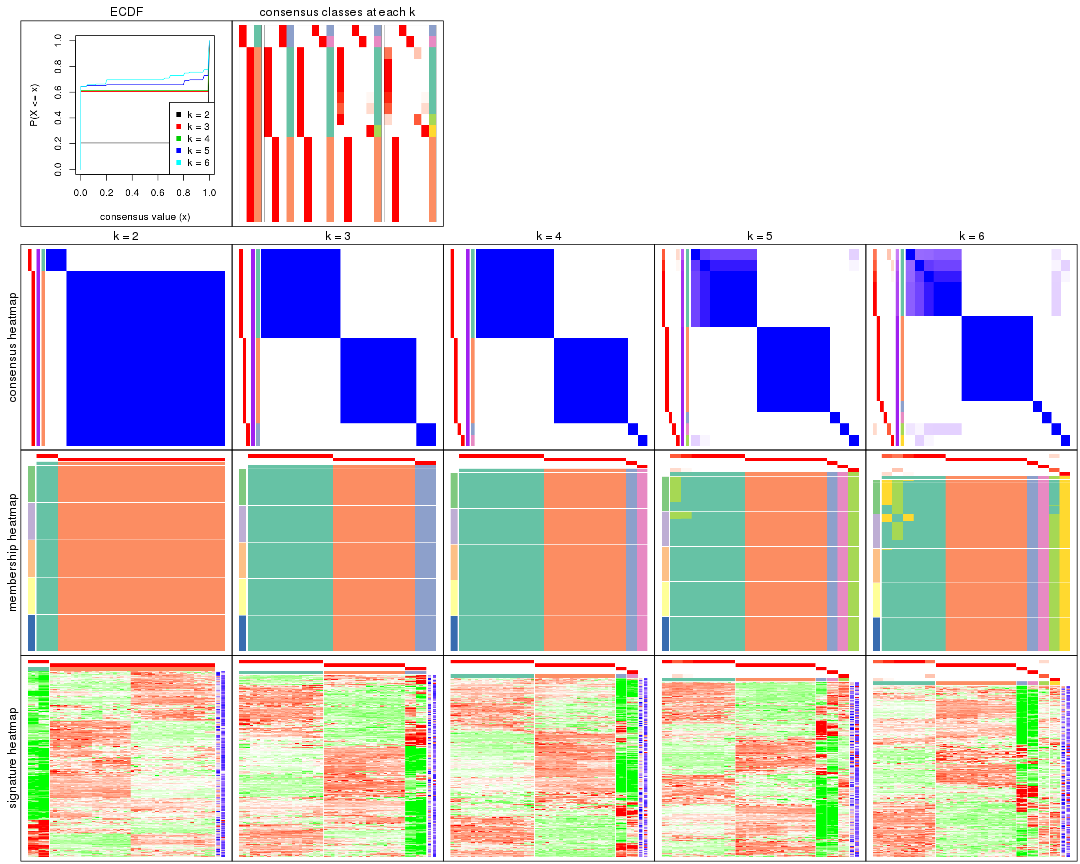 ECDF
consensus classes at each k
P(X <= x)
0.0 0.2 0.4 0.6 0.8 1.0
k = 2
k = 3
k = 4
k = 5
k = 6
0.0 0.2 0.4 0.6 0.8 1.0
consensus value (x)
k = 2
k = 3
k = 4
k = 5
k = 6
consensus heatmap
membership heatmap
signature heatmap